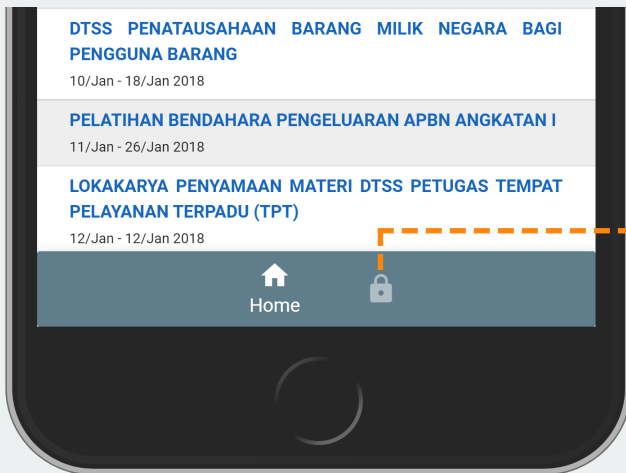 DTSS PENATAUSAHAAN BARANG MILIK NEGARA BAGI
PENGGUNA BARANG
10/Jan - 18/Jan 2018
PELATIHAN BENDAHARA PENGELUARAN APBN ANGKATAN I
11/Jan - 26/Jan 2018
LOKAKARYA PENYAMAAN MATERI DTSS PETUGAS TEMPAT
PELAYANAN TERPADU (TPT)
12/Jan - 12/Jan 2018
Home